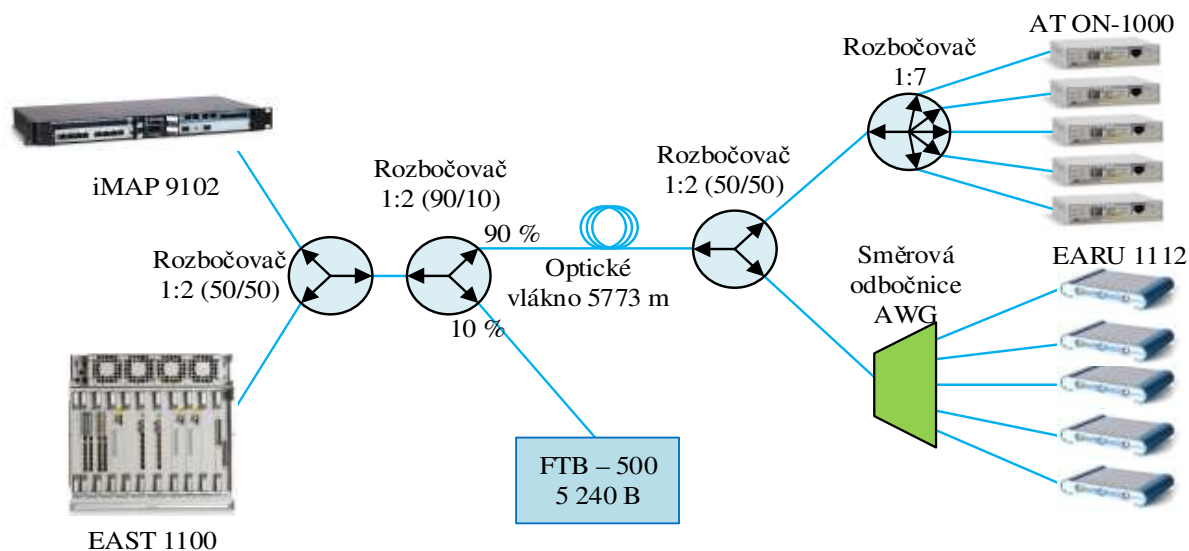 AT ON-1000
Rozbočovač
1:7
iMAP 9102
Rozbočovač
1:2 (90/10)
Rozbočovač
1:2 (50/50)
90 %
Rozbočovač
1:2 (50/50)
Optické
vlákno 5773 m
10 %
Směrová
odbočnice
AWG
EARU 1112
FTB – 500
5 240 B
EAST 1100